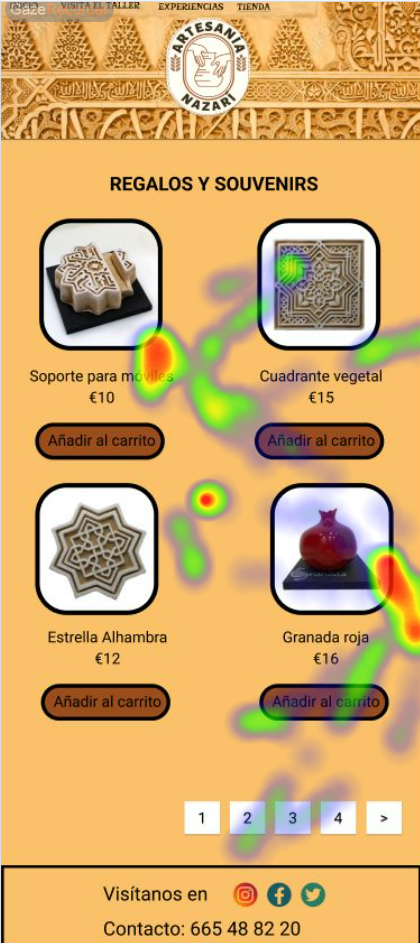 VISITA EL TALLER EXPERIENCIAS TIENDA
GazeRecorder
ARTESANÍA
NAZARÍ
REGALOS Y SOUVENIRS
Soporte para móviles
€10
Cuadrante vegetal
€15
Añadir al carrito
Añadir al carrito
Granada
Estrella Alhambra
€12
Granada roja
€16
Añadir al carrito
Añadir al carrito
1 2 3 4 >
Visítanos en
Contacto: 665 48 82 20